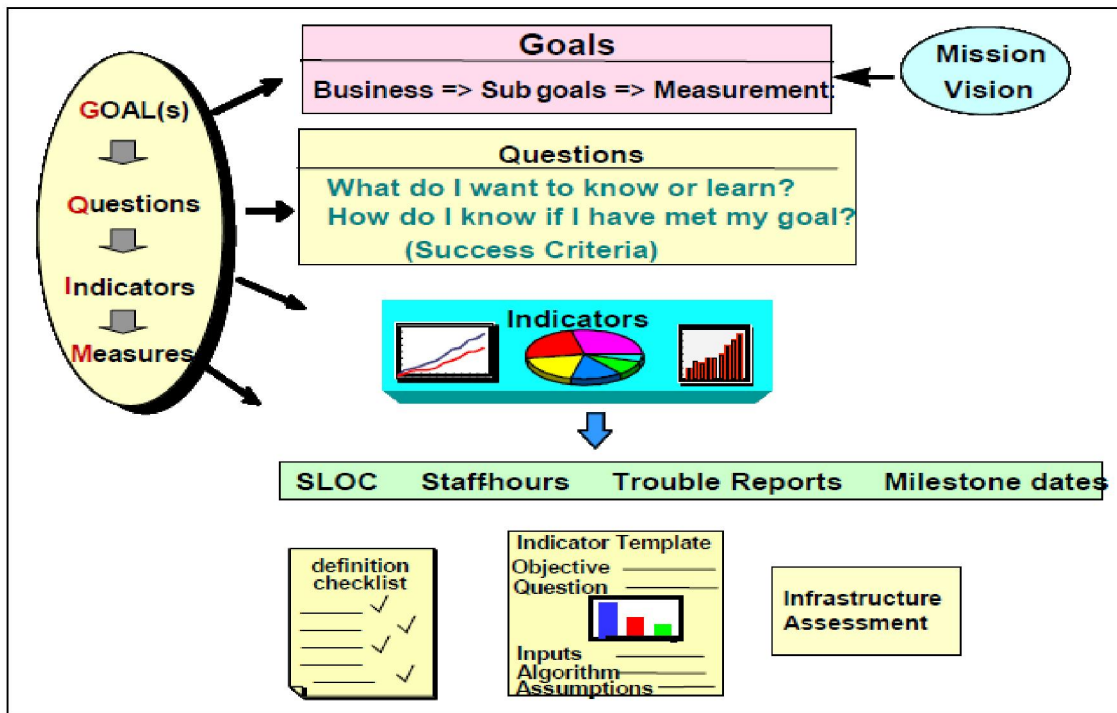 GOAL(s)
Questions
Indicators
Measures
Goals
Business => Sub goals => Measurement:
Mission
Vision
Questions
What do I want to know or learn?
How do I know if I have met my goal?
(Success Criteria)
Indicators
SLOC Staffhours Trouble Reports Milestone dates
definition
checklist
Indicator Template
Objective
Question
Inputs
Algorithm
Assumptions
Infrastructure
Assessment